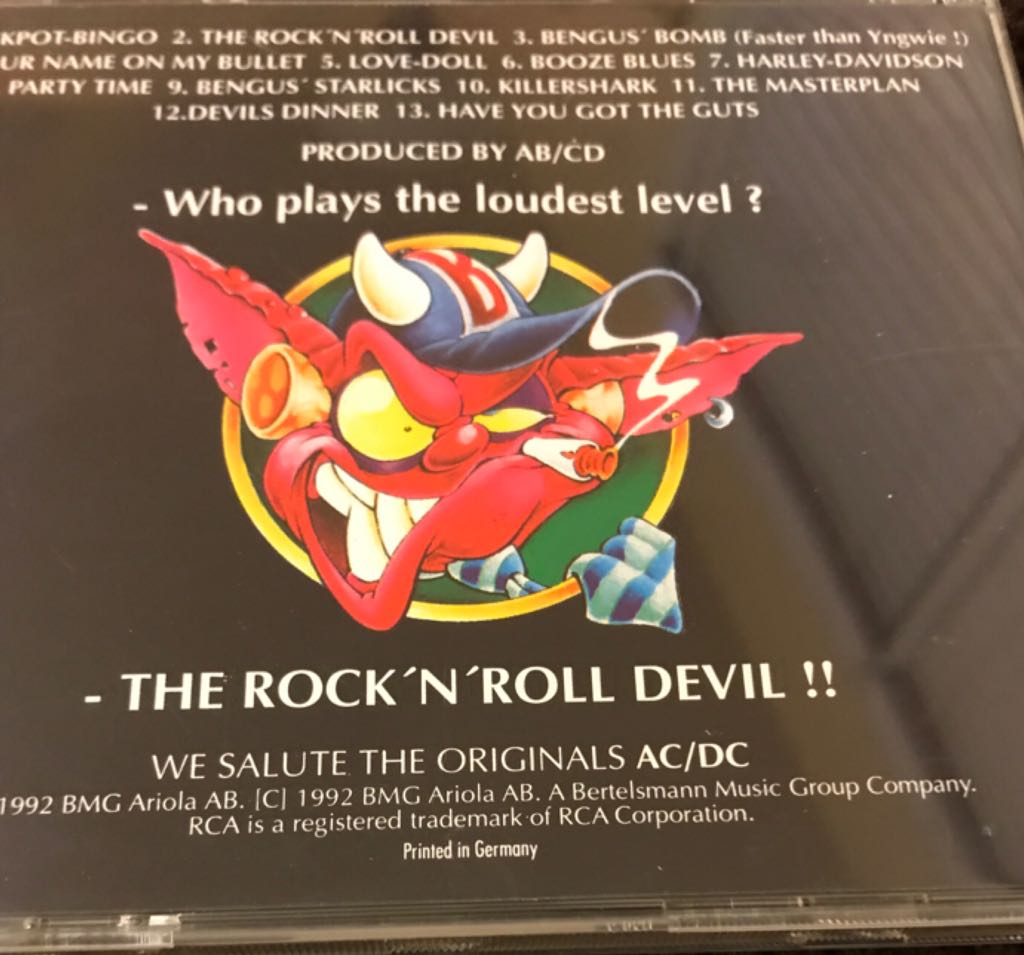 KPOT-BINGO 2. THE ROCK´N´ROLL DEVIL 3. BENGUS´ BOMB (Faster than Yngwie !)
UR NAME ON MY BULLET 5. LOVE-DOLL 6. BOOZE BLUES 7. HARLEY-DAVIDSON
PARTY TIME 9. BENGUS´ STARLICKS 10. KILLERSHARK 11. THE MASTERPLAN
12.DEVILS DINNER 13. HAVE YOU GOT THE GUTS
PRODUCED BY AB/CD
- Who plays the loudest level ?
B
- THE ROCK´N´ROLL DEVIL !!
WE SALUTE THE ORIGINALS AC/DC
1992 BMG Ariola AB. [C] 1992 BMG Ariola AB. A Bertelsmann Music Group Company.
RCA is a registered trademark of RCA Corporation.
Printed in Germany